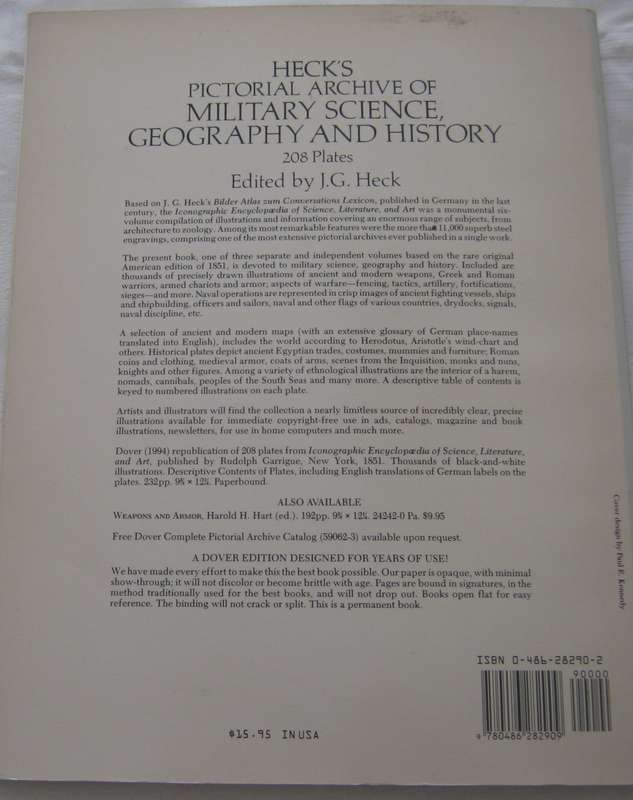 HECK'S
PICTORIAL ARCHIVE OF
MILITARY SCIENCE,
GEOGRAPHY AND HISTORY
208 Plates
Edited by J.G. Heck
Based on J. G. Heck's Bilder Atlas zum Conversations Lexicon, published in Germany in the last
century, the Iconographic Encyclopædia of Science, Literature, and Art was a monumental six-
volume compilation of illustrations and information covering an enormous range of subjects, from
architecture to zoology. Among its most remarkable features were the more than 11,000 superb steel
engravings, comprising one of the most extensive pictorial archives ever published in a single work.
The present book, one of three separate and independent volumes based on the rare original
American edition of 1851, is devoted to military science, geography and history. Included are
thousands of precisely drawn illustrations of ancient and modern weapons, Greek and Roman
warriors, armed chariots and armor; aspects of warfare—fencing, tactics, artillery, fortifications,
sieges—and more. Naval operations are represented in crisp images of ancient fighting vessels, ships
and shipbuilding, officers and sailors, naval and other flags of various countries, drydocks, signals,
naval discipline, etc.
A selection of ancient and modern maps (with an extensive glossary of German place-names
translated into English), includes the world according to Herodotus, Aristotle's wind-chart and
others. Historical plates depict ancient Egyptian trades, costumes, mummies and furniture; Roman
coins and clothing, medieval armor, coats of arms, scenes from the Inquisition, monks and nuns,
knights and other figures. Among a variety of ethnological illustrations are the interior of a harem,
nomads, cannibals, peoples of the South Seas and many more. A descriptive table of contents is
keyed to numbered illustrations on each plate.
Artists and illustrators will find the collection a nearly limitless source of incredibly clear, precise
illustrations available for immediate copyright-free use in ads, catalogs, magazine and book
illustrations, newsletters, for use in home computers and much more.
Dover (1994) republication of 208 plates from Iconographic Encyclopædia of Science, Literature,
and Art, published by Rudolph Garrigue, New York, 1851. Thousands of black-and-white
illustrations. Descriptive Contents of Plates, including English translations of German labels on the
plates. 232pp. 9⅜ × 12¼. Paperbound.
ALSO AVAILABLE
WEAPONS AND ARMOR, Harold H. Hart (ed.). 192pp. 9⅜ × 12¼. 24242-0 Pa. $9.95
Free Dover Complete Pictorial Archive Catalog (59062-3) available upon request.
A DOVER EDITION DESIGNED FOR YEARS OF USE!
We have made every effort to make this the best book possible. Our paper is opaque, with minimal
show-through; it will not discolor or become brittle with age. Pages are bound in signatures, in the
method traditionally used for the best books, and will not drop out. Books open flat for easy
reference. The binding will not crack or split. This is a permanent book.
Cover design by Paul E. Kennedy
ISBN 0-486-28290-2
90000
9 780486 282909
$15.95 IN USA